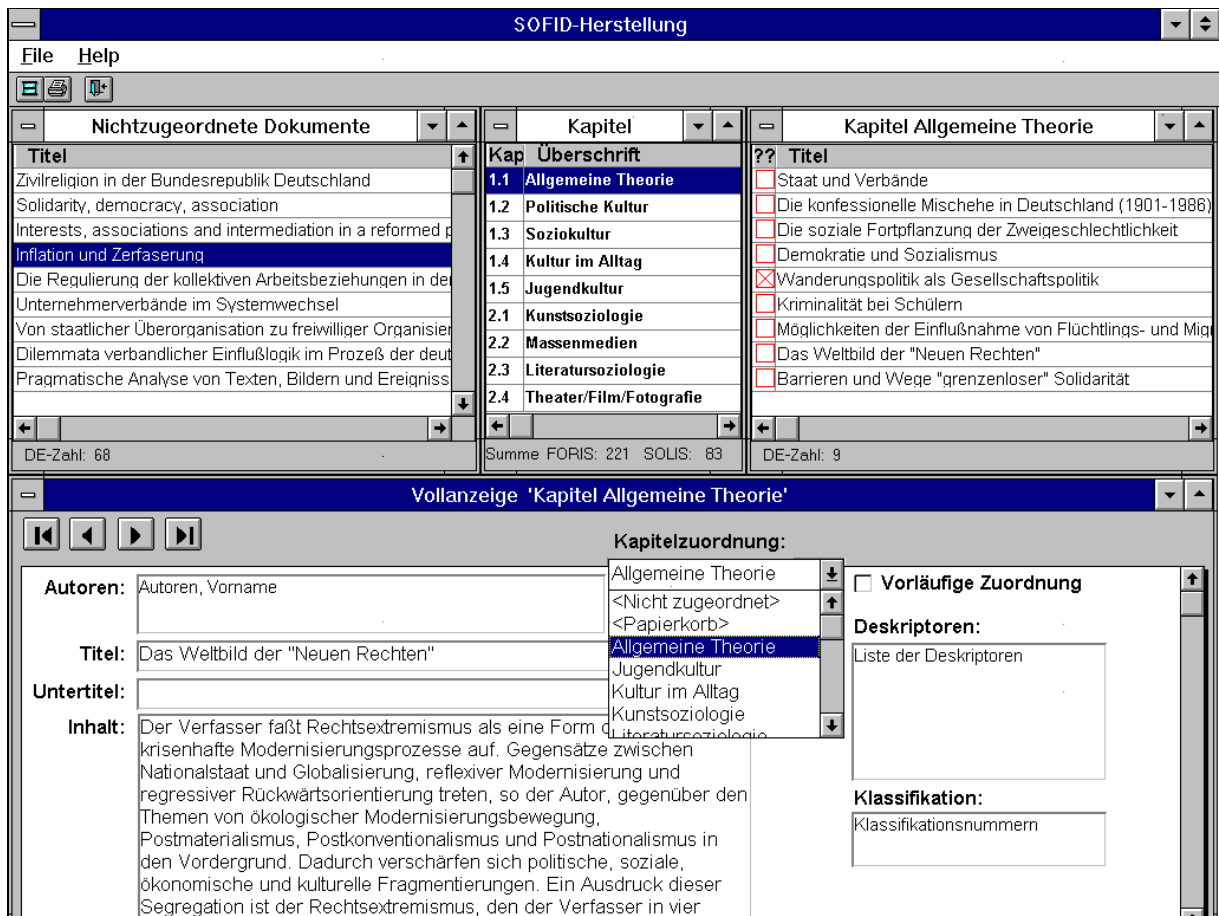 SOFID-Herstellung
File Help
Nichtzugeordnete Dokumente
Titel
Zivilreligion in der Bundesrepublik Deutschland
Solidarity, democracy, association
Interests, associations and intermediation in a reformed
Inflation und Zerfaserung
Die Regulierung der kollektiven Arbeitsbeziehungen in
Unternehmerverbände im Systemwechsel
Von staatlicher Überorganisation zu freiwilliger
Dilemmata verbandlicher Einflußlogik im Prozeß der
Pragmatische Analyse von Texten, Bildern und
DE-Zahl: 68
Kapitel
Kap Überschrift
1.1 Allgemeine Theorie
1.2 Politische Kultur
1.3 Soziokultur
1.4 Kultur im Alltag
1.5 Jugendkultur
2.1 Kunstsoziologie
2.2 Massenmedien
2.3 Literatursoziologie
2.4 Theater/Film/Fotografie
Summe FORIS: 221 SOLIS: 83
Kapitel Allgemeine Theorie
?? Titel
Staat und Verbände
Die konfessionelle Mischehe in Deutschland (1901-1986)
Die soziale Fortpflanzung der Zweigeschlechtlichkeit
Demokratie und Sozialismus
Wanderungspolitik als Gesellschaftspolitik
Kriminalität bei Schülern
Möglichkeiten der Einflußnahme von Flüchtlings- und
Das Weltbild der "Neuen Rechten"
Barrieren und Wege "grenzenloser" Solidarität
DE-Zahl: 9
Vollanzeige 'Kapitel Allgemeine Theorie'
Kapitelzuordnung:
Allgemeine Theorie
<Nicht zugeordnet>
<Papierkorb>
Allgemeine Theorie
Jugendkultur
Kultur im Alltag
Kunstsoziologie
Literatursoziologie
Autoren: Autoren, Vorname
Titel: Das Weltbild der "Neuen Rechten"
Untertitel:
Inhalt: Der Verfasser faßt Rechtsextremismus als eine Form
krisenhafte Modernisierungsprozesse auf. Gegensätze zwischen
Nationalstaat und Globalisierung, reflexiver Modernisierung und
regressiver Rückwärtsorientierung treten, so der Autor, gegenüber den
Themen von ökologischer Modernisierungsbewegung,
Postmaterialismus, Postkonventionalismus und Postnationalismus in
den Vordergrund. Dadurch verschärfen sich politische, soziale,
ökonomische und kulturelle Fragmentierungen. Ein Ausdruck dieser
Segregation ist der Rechtsextremismus, den der Verfasser in vier
Vorläufige Zuordnung
Deskriptoren:
Liste der Deskriptoren
Klassifikation:
Klassifikationsnummern